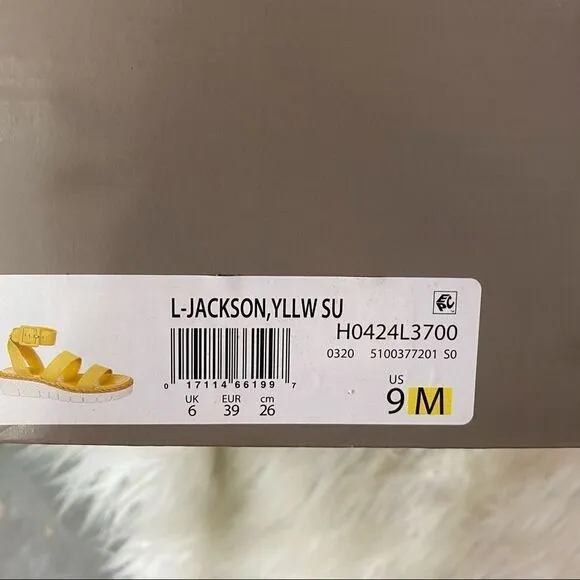 L-JACKSON,YLLW SU
H0424L3700
0320 5100377201 S0
0 17114 66199 7
UK EUR cm
6 39 26
US
9 M